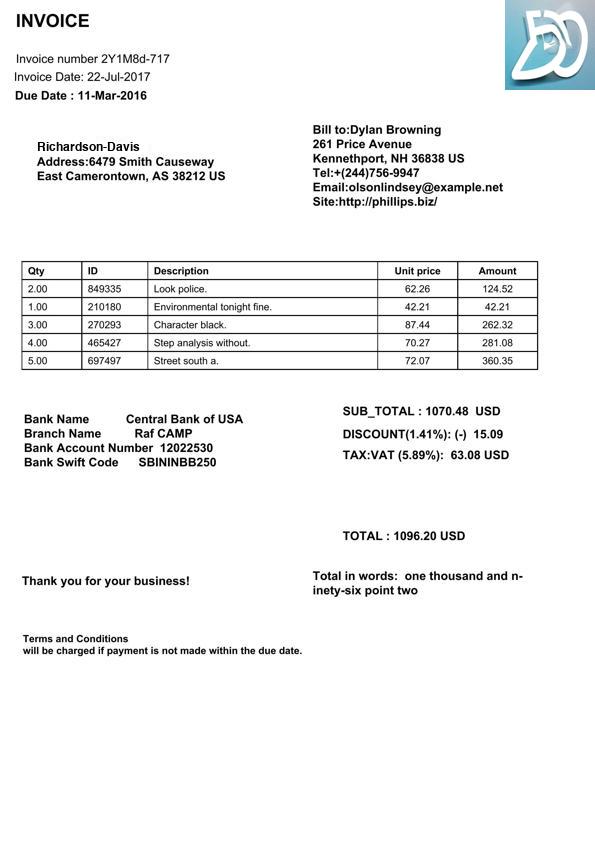 INVOICE
Invoice number 2Y1M8d-717
Invoice Date: 22-Jul-2017
Due Date : 11-Mar-2016
Richardson-Davis
Address:6479 Smith Causeway
East Camerontown, AS 38212 US
Bill to:Dylan Browning
261 Price Avenue
Kennethport, NH 36838 US
Tel:+(244)756-9947
Email:olsonlindsey@example.net
Site:http://phillips.biz/
Qty ID Description Unit price Amount
2.00 849335 Look police. 62.26 124.52
1.00 210180 Environmental tonight fine. 42.21 42.21
3.00 270293 Character black. 87.44 262.32
4.00 465427 Step analysis without. 70.27 281.08
5.00 697497 Street south a. 72.07 360.35
Bank Name Central Bank of USA
Branch Name Raf CAMP
Bank Account Number 12022530
Bank Swift Code SBININBB250
SUB_TOTAL : 1070.48 USD
DISCOUNT(1.41%): (-) 15.09
TAX:VAT (5.89%): 63.08 USD
TOTAL : 1096.20 USD
Thank you for your business!
Total in words: one thousand and n-
inety-six point two
Terms and Conditions
will be charged if payment is not made within the due date.